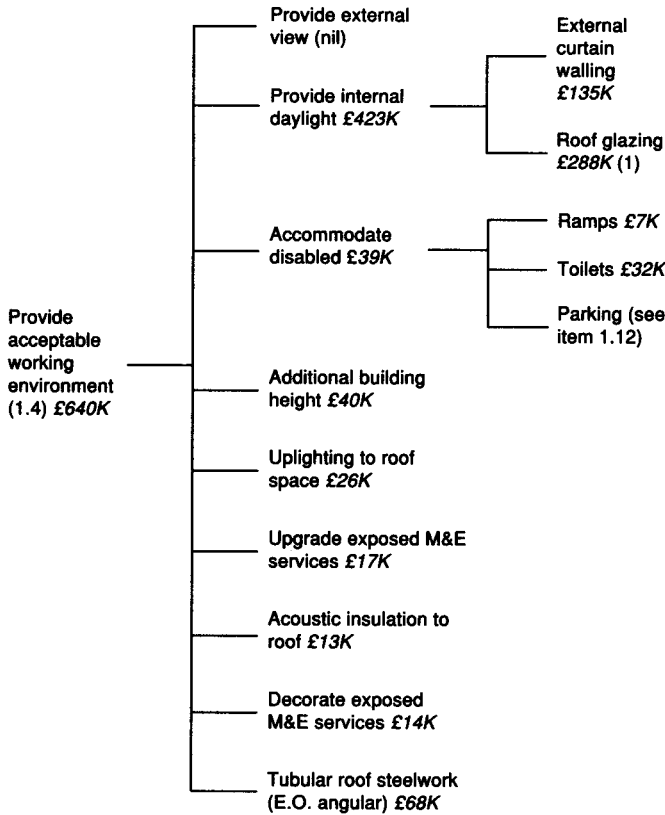 Provide
acceptable
working
environment
(1.4) £640K
Provide external
view (nil)
Provide internal
daylight £423K
External
curtain
walling
£135K
Roof glazing
£288K (1)
Accommodate
disabled £39K
Ramps £7K
Toilets £32K
Parking (see
item 1.12)
Additional building
height £40K
Uplighting to roof
space £26K
Upgrade exposed M&E
services £17K
Acoustic insulation to
roof £13K
Decorate exposed
M&E services £14K
Tubular roof steelwork
(E.O. angular) £68K